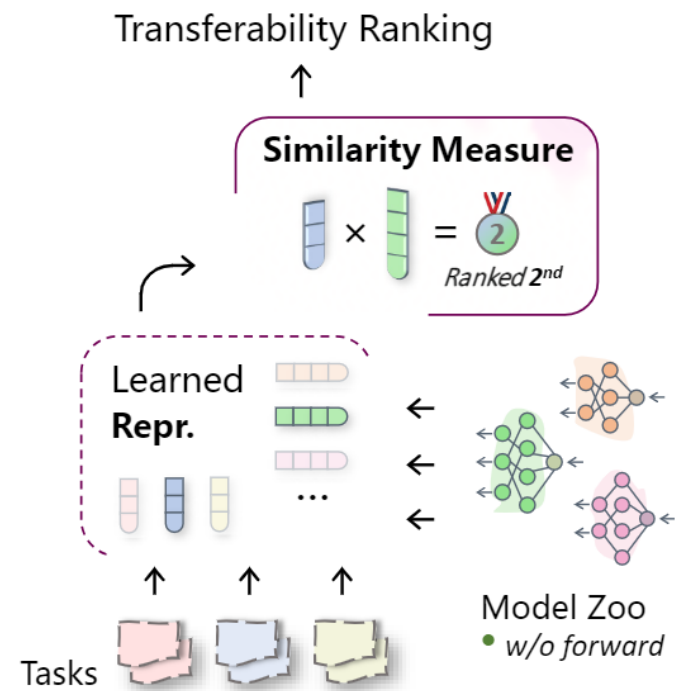 Transferability Ranking
Similarity Measure
× = 2
Ranked 2nd
Learned
Repr.
...
Model Zoo
• w/o forward
Tasks